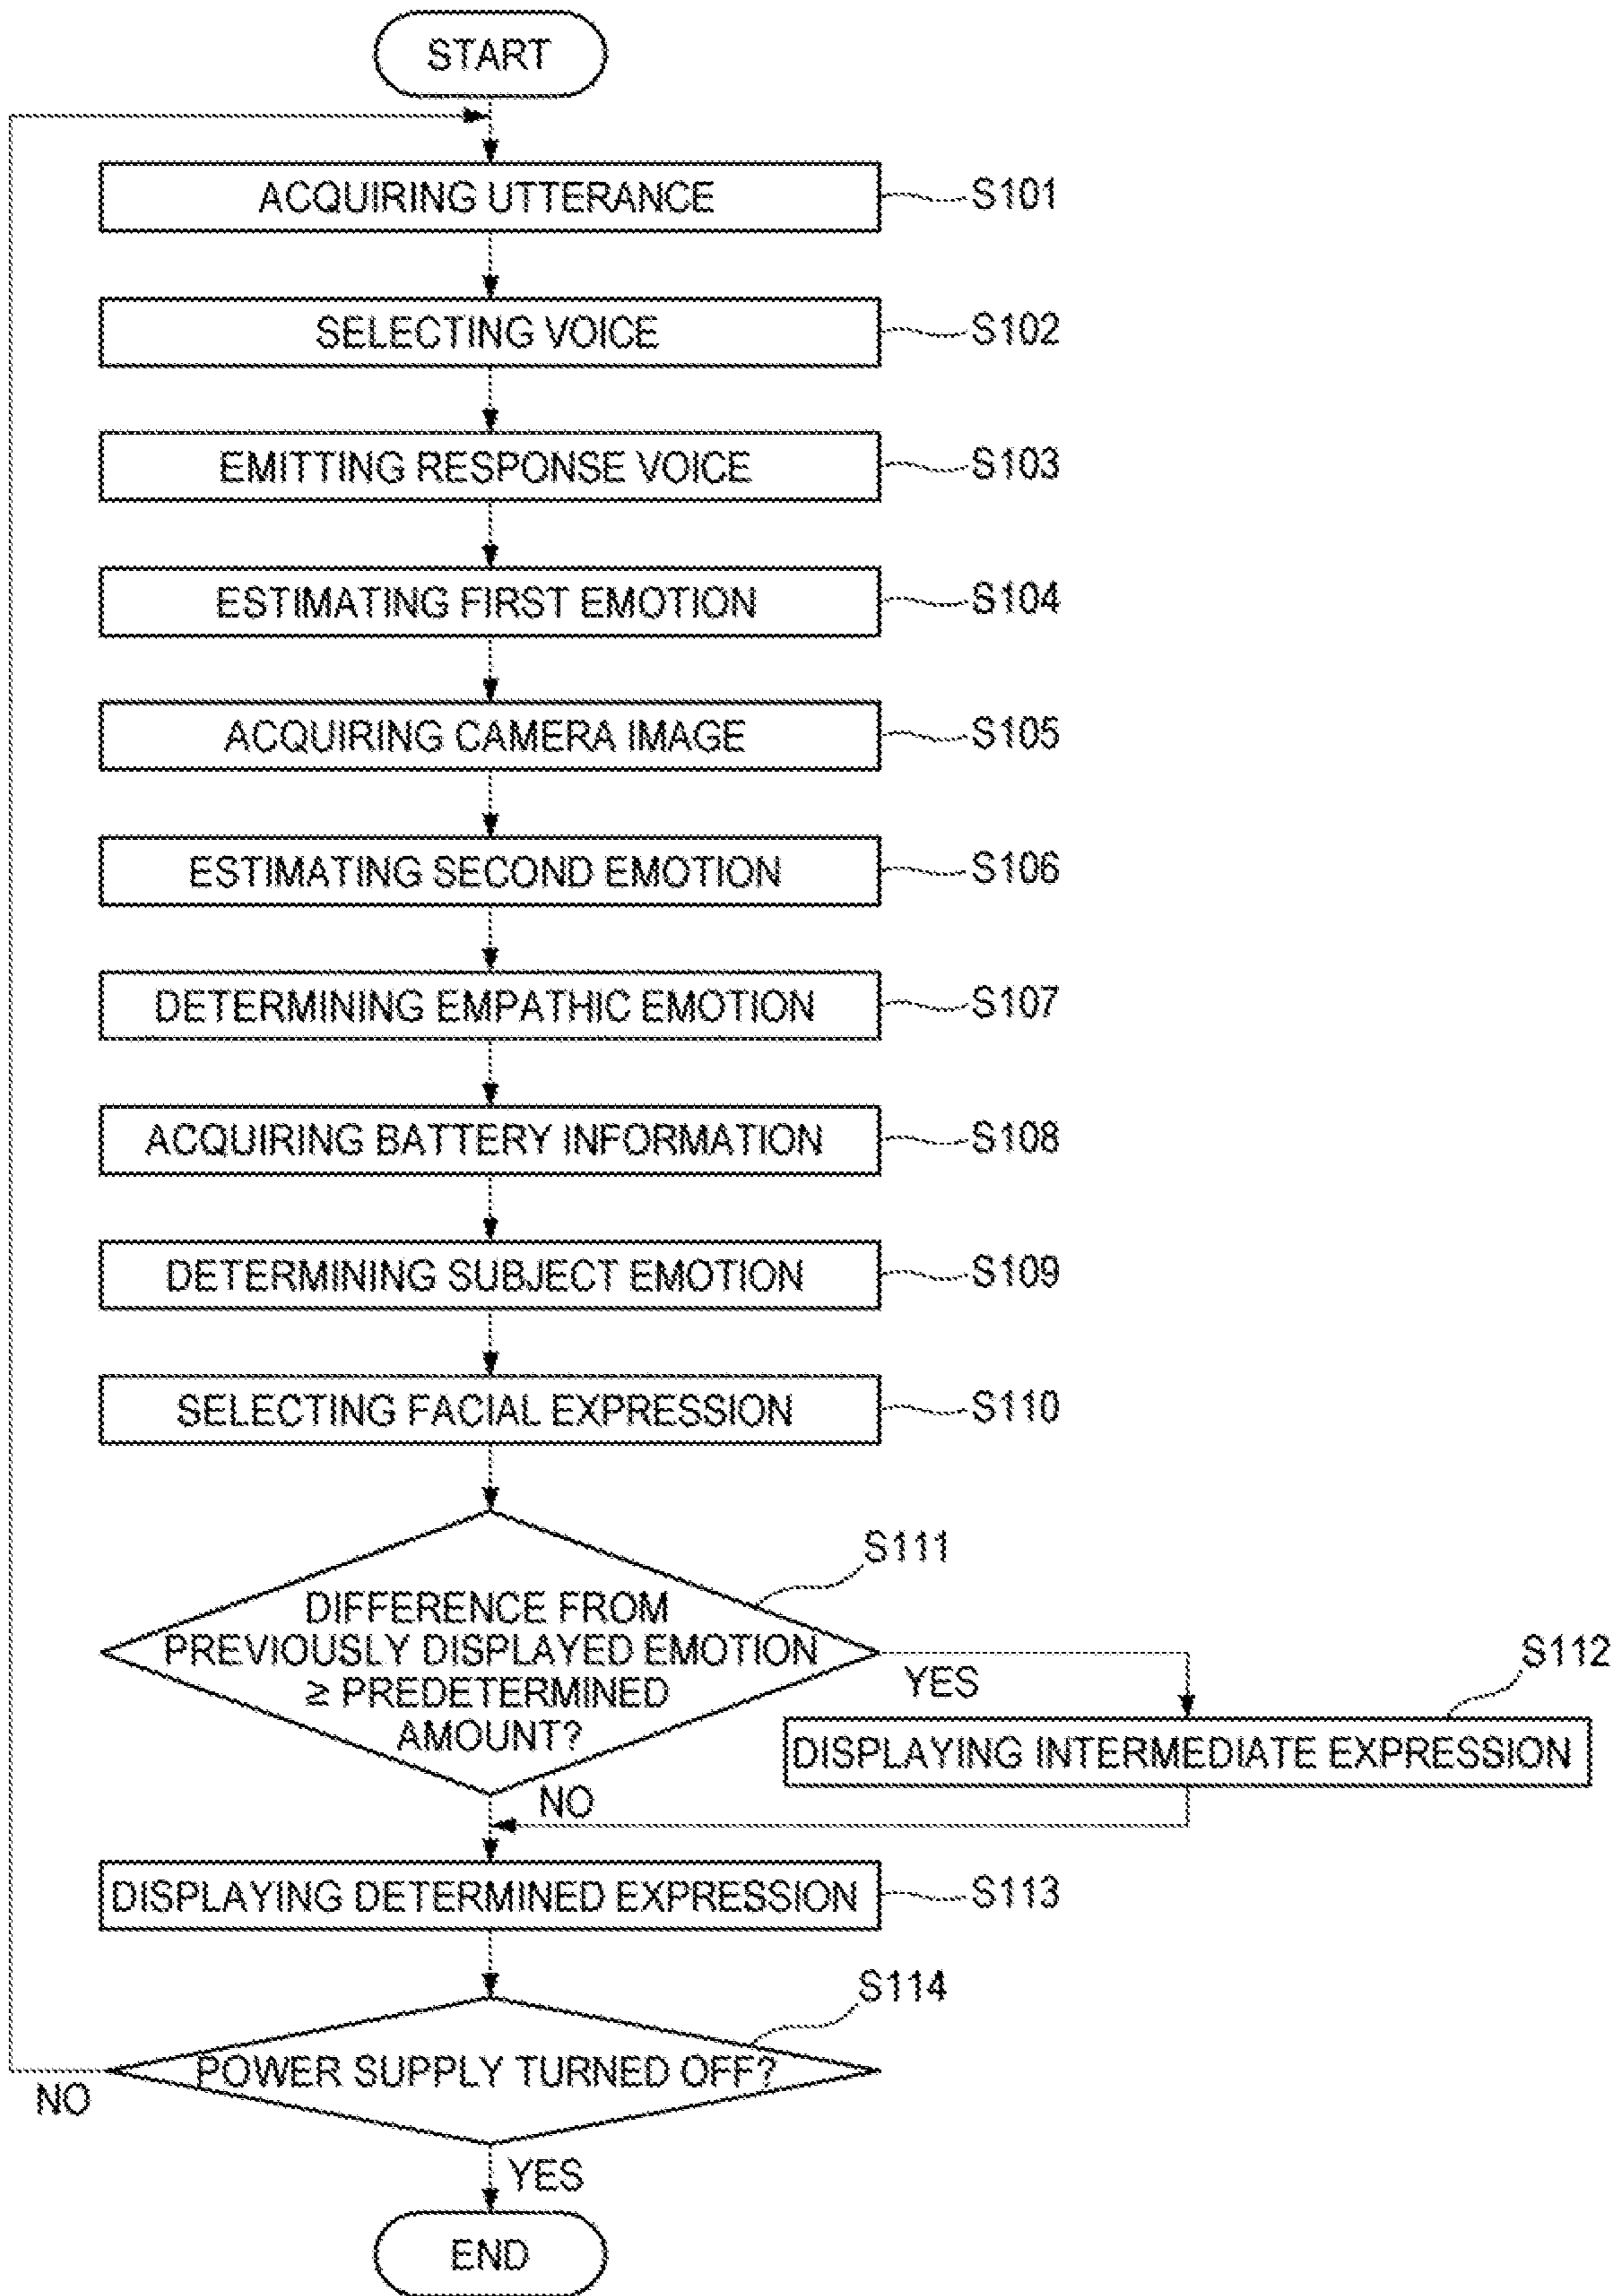 START
ACQUIRING UTTERANCE
S101
SELECTING VOICE
S102
EMITTING RESPONSE VOICE
S103
ESTIMATING FIRST EMOTION
S104
ACQUIRING CAMERA IMAGE
S105
ESTIMATING SECOND EMOTION
S106
DETERMINING EMPATHIC EMOTION
S107
ACQUIRING BATTERY INFORMATION
S108
DETERMINING SUBJECT EMOTION
S109
SELECTING FACIAL EXPRESSION
S110
S111
DIFFERENCE FROM
PREVIOUSLY DISPLAYED EMOTION
≥ PREDETERMINED
AMOUNT?
YES
S112
DISPLAYING INTERMEDIATE EXPRESSION
NO
DISPLAYING DETERMINED EXPRESSION
S113
S114
POWER SUPPLY TURNED OFF?
NO
YES
END